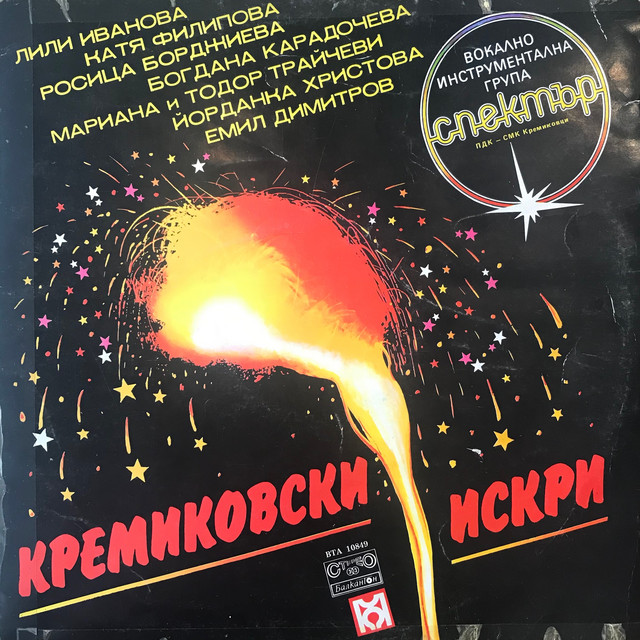 ЛИЛИ ИВАНОВА
КАТЯ ФИЛИПОВА
РОСИЦА БОРДЖИЕВА
БОГДАНА КАРАДОЧЕВА
МАРИАНА и ТОДОР ТРАЙЧЕВИ
ЙОРДАНКА ХРИСТОВА
ЕМИЛ ДИМИТРОВ
ВОКАЛНО
ИНСТРУМЕНТАЛНА
ГРУПА
спектър
ПДК – СМК Кремиковци
КРЕМИКОВСКИ
ИСКРИ
ВТА 10849
СТЕРЕО
Балкантон